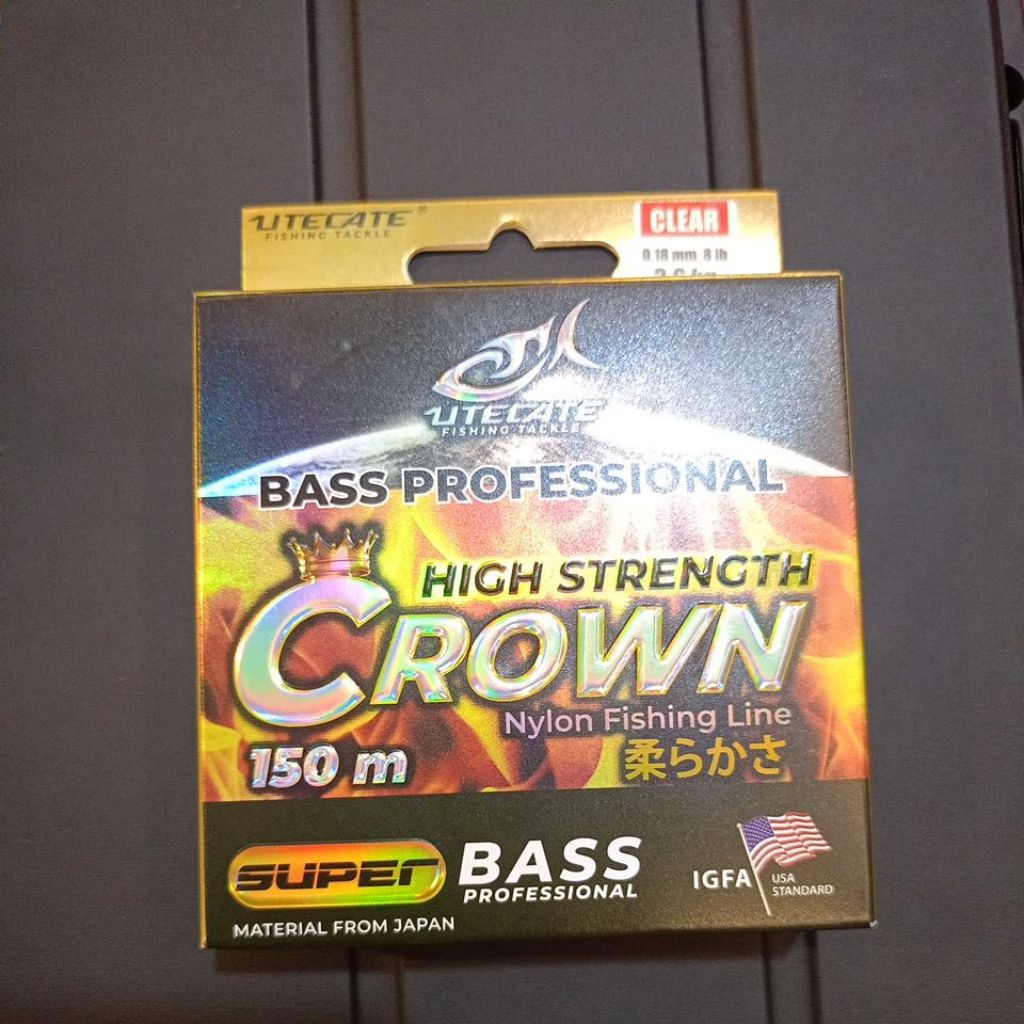 UTECATE®
FISHING TACKLE
CLEAR
0.18 mm 8 lb
UTECATE
FISHING TACKLE
BASS PROFESSIONAL
HIGH STRENGTH
CROWN
Nylon Fishing Line
柔らかさ
150 m
SUPER
BASS
PROFESSIONAL
IGFA
USA
STANDARD
MATERIAL FROM JAPAN